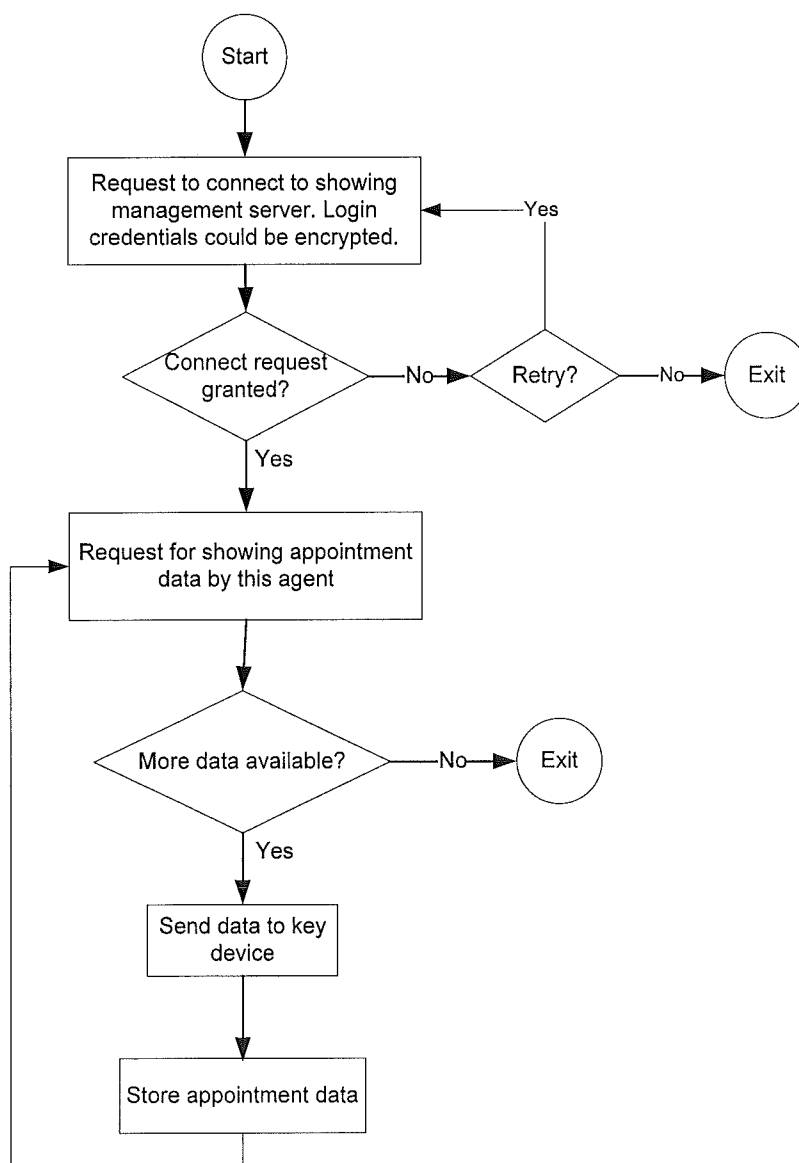 Start
Request to connect to showing
management server. Login
credentials could be encrypted.
Yes
Connect request
granted?
No
Retry?
No
Exit
Yes
Request for showing appointment
data by this agent
More data available?
No
Exit
Yes
Send data to key
device
Store appointment data